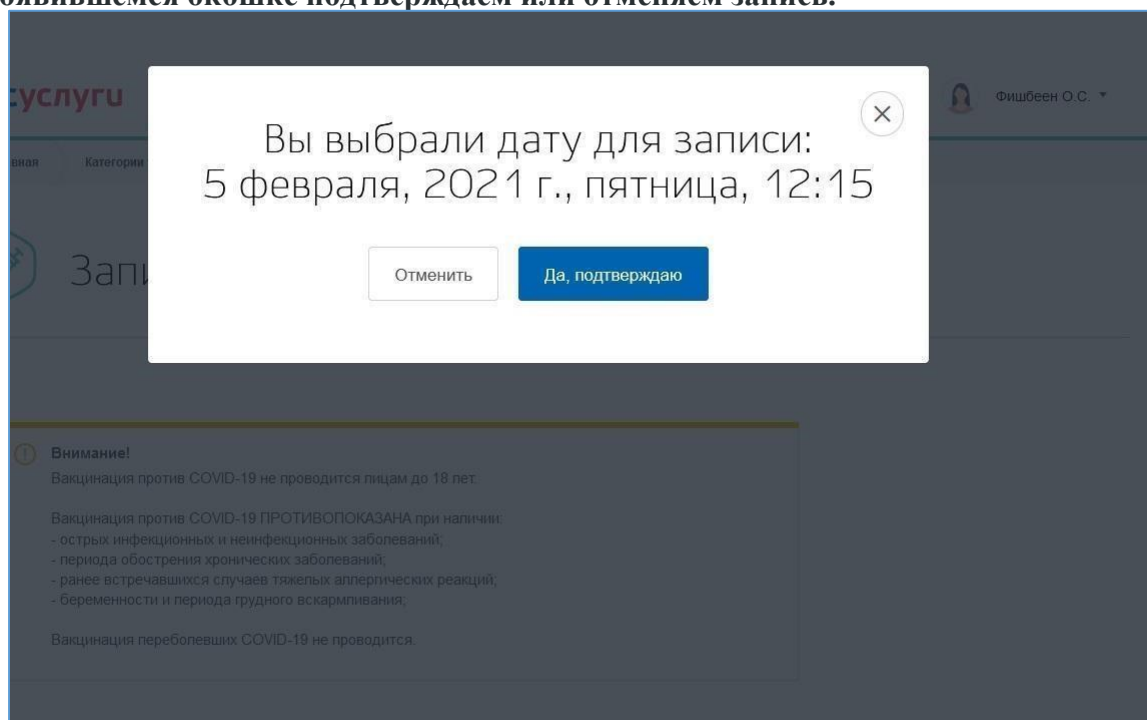 появившемся окошке подтверждаем или отменяем запись.
суслуги
Фишбеен О.С.
Категории
Вы выбрали дату для записи:
5 февраля, 2021 г., пятница, 12:15
Запи
Отменить
Да, подтверждаю
Внимание!
Вакцинация против COVID-19 не проводится лицам до 18 лет.
Вакцинация против COVID-19 ПРОТИВОПОКАЗАНА при наличии:
- острых инфекционных и неинфекционных заболеваний;
- периода обострения хронических заболеваний;
- ранее встречавшихся случаев тяжелых аллергических реакций;
- беременности и периода грудного вскармливания;
Вакцинация переболевших COVID-19 не проводится.